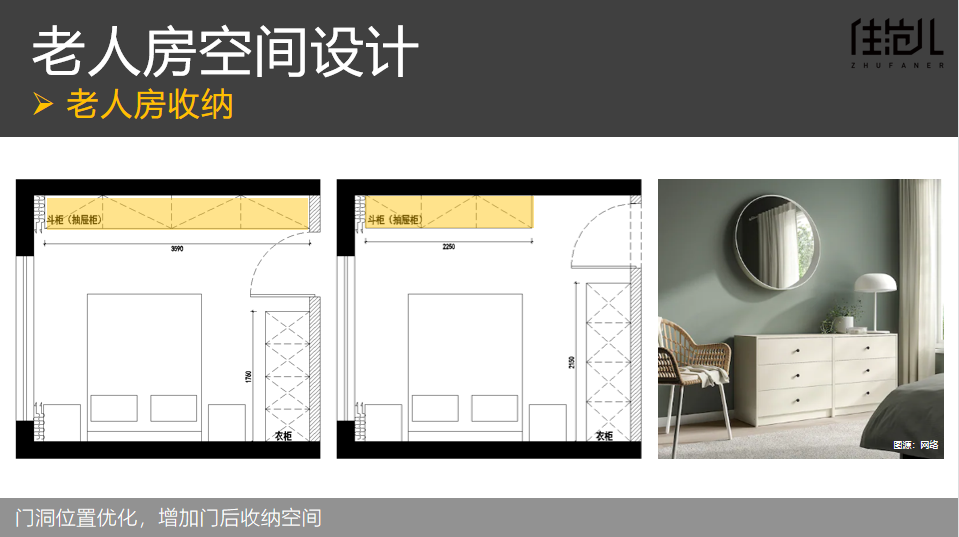 老人房空间设计
佳范儿
ZHUFANER
➢ 老人房收纳
斗柜（抽屉柜）
3690
1760
衣柜
斗柜（抽屉柜）
2250
2150
衣柜
图源：网络
门洞位置优化，增加门后收纳空间